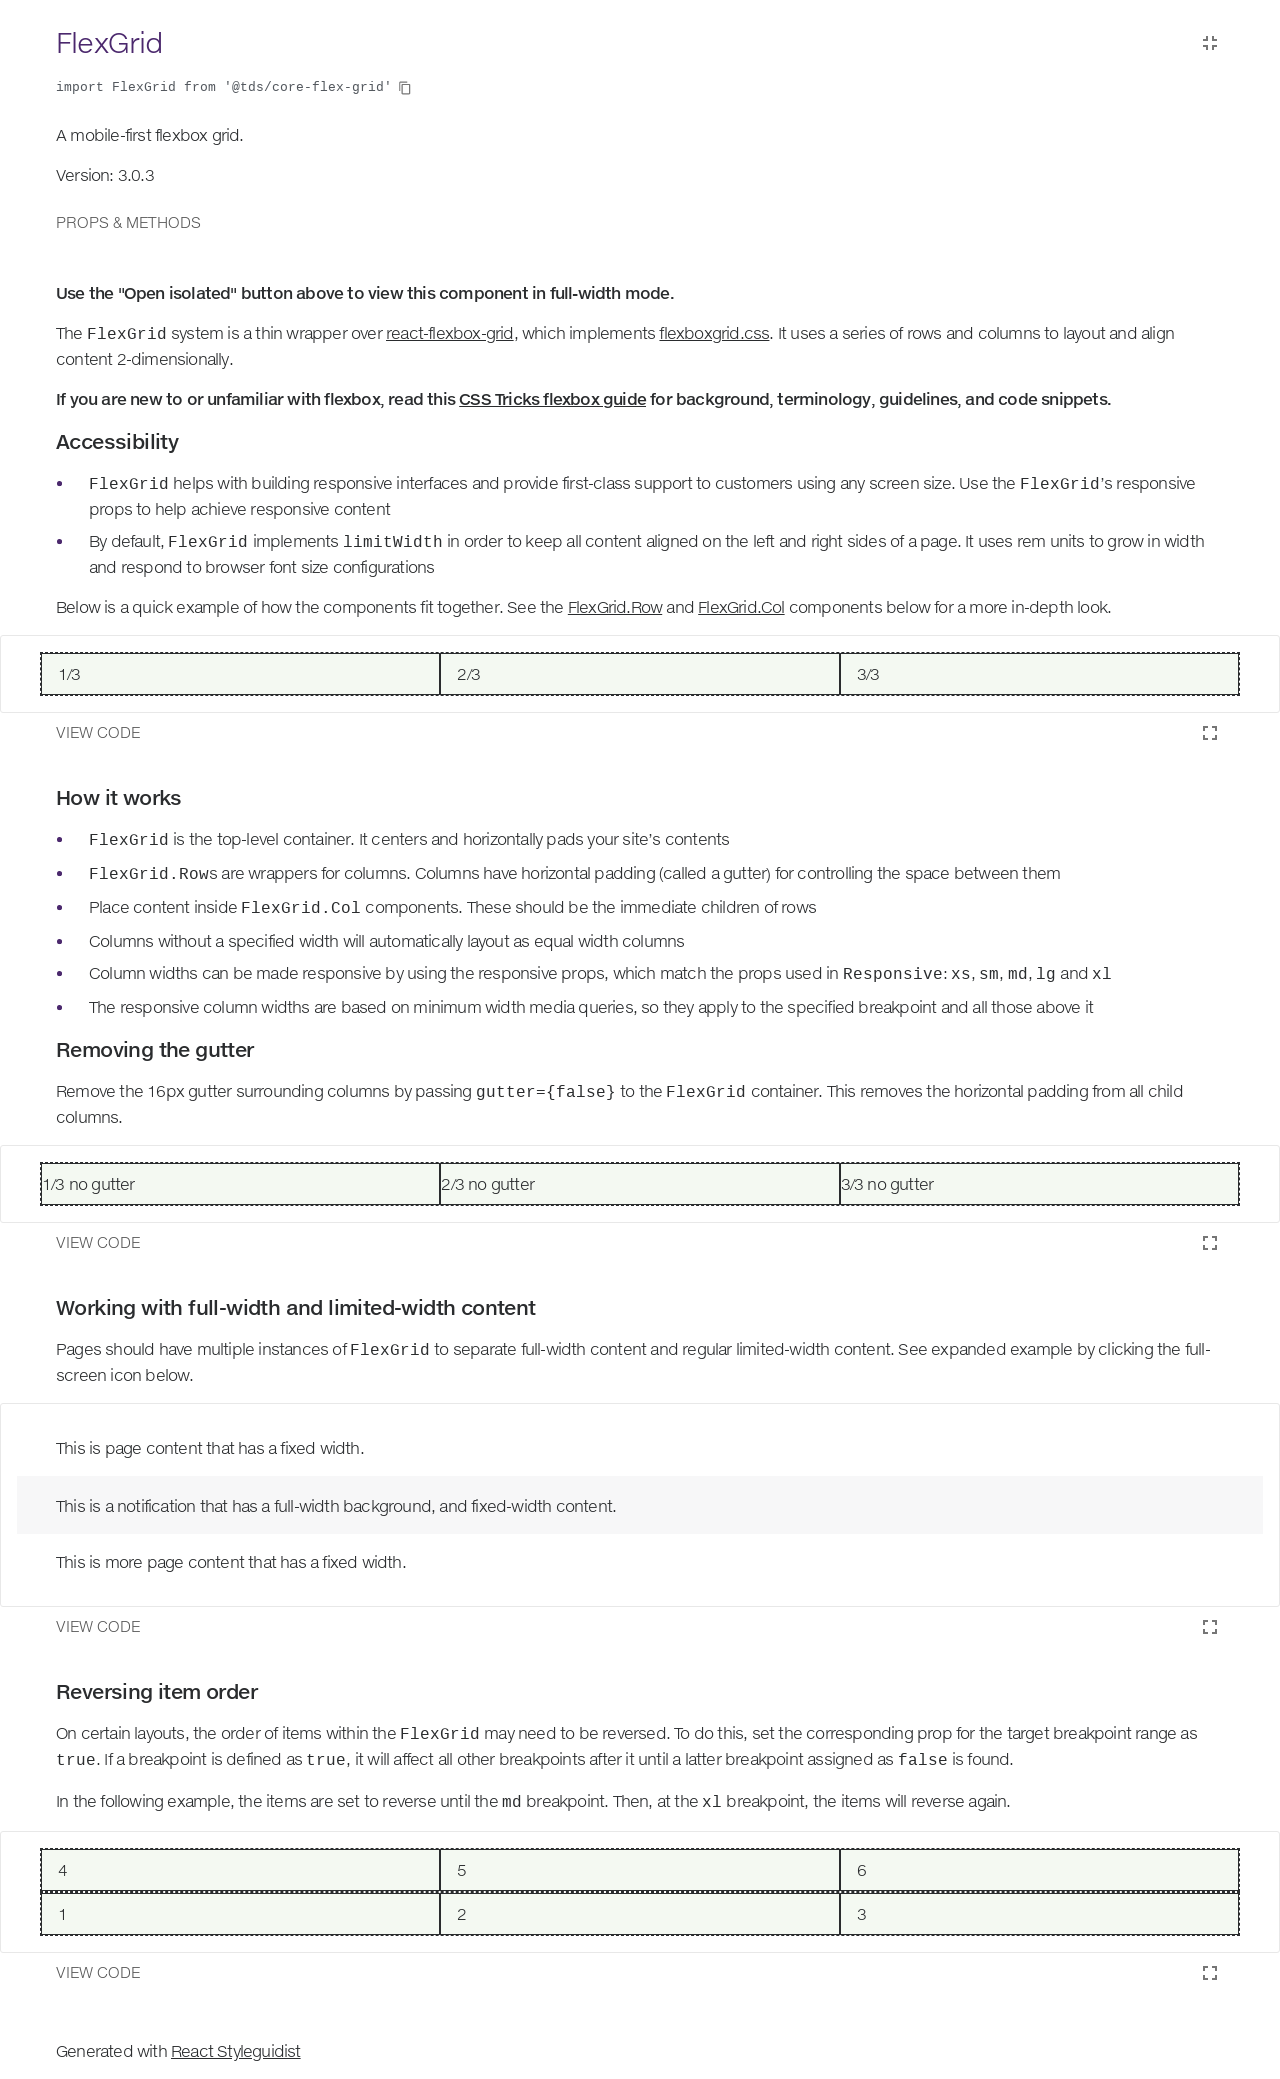 FlexGrid
import FlexGrid from '@tds/core-flex-grid'
A mobile-first flexbox grid.
Version: 3.0.3
PROPS & METHODS
Use the "Open isolated" button above to view this component in full-width mode.
The FlexGrid system is a thin wrapper over react-flexbox-grid, which implements flexboxgrid.css. It uses a series of rows and columns to layout and align
content 2-dimensionally.
If you are new to or unfamiliar with flexbox, read this CSS Tricks flexbox guide for background, terminology, guidelines, and code snippets.
Accessibility
• FlexGrid helps with building responsive interfaces and provide first-class support to customers using any screen size. Use the FlexGrid’s responsive
props to help achieve responsive content
• By default, FlexGrid implements limitWidth in order to keep all content aligned on the left and right sides of a page. It uses rem units to grow in width
and respond to browser font size configurations
Below is a quick example of how the components fit together. See the FlexGrid.Row and FlexGrid.Col components below for a more in-depth look.
1/3 2/3 3/3
VIEW CODE
How it works
• FlexGrid is the top-level container. It centers and horizontally pads your site’s contents
• FlexGrid.Rows are wrappers for columns. Columns have horizontal padding (called a gutter) for controlling the space between them
• Place content inside FlexGrid.Col components. These should be the immediate children of rows
• Columns without a specified width will automatically layout as equal width columns
• Column widths can be made responsive by using the responsive props, which match the props used in Responsive: xs, sm, md, lg and xl
• The responsive column widths are based on minimum width media queries, so they apply to the specified breakpoint and all those above it
Removing the gutter
Remove the 16px gutter surrounding columns by passing gutter={false} to the FlexGrid container. This removes the horizontal padding from all child
columns.
1/3 no gutter 2/3 no gutter 3/3 no gutter
VIEW CODE
Working with full-width and limited-width content
Pages should have multiple instances of FlexGrid to separate full-width content and regular limited-width content. See expanded example by clicking the full-
screen icon below.
This is page content that has a fixed width.
This is a notification that has a full-width background, and fixed-width content.
This is more page content that has a fixed width.
VIEW CODE
Reversing item order
On certain layouts, the order of items within the FlexGrid may need to be reversed. To do this, set the corresponding prop for the target breakpoint range as
true. If a breakpoint is defined as true, it will affect all other breakpoints after it until a latter breakpoint assigned as false is found.
In the following example, the items are set to reverse until the md breakpoint. Then, at the xl breakpoint, the items will reverse again.
4 5 6
1 2 3
VIEW CODE
Generated with React Styleguidist